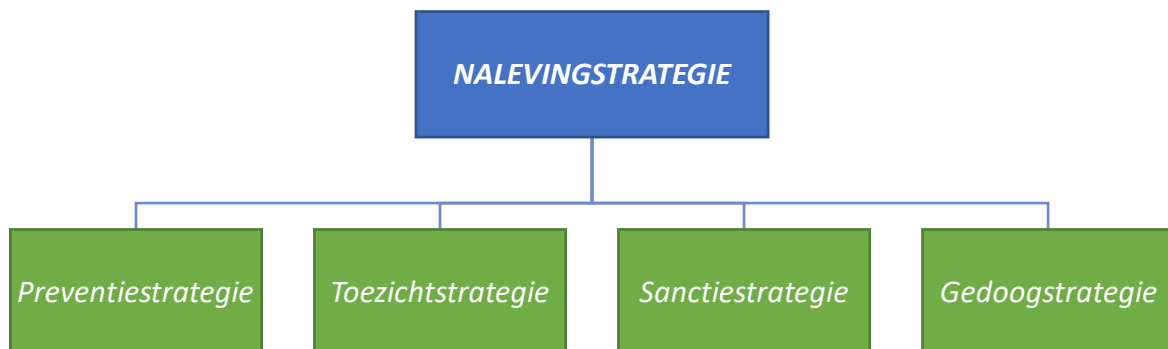 NALEVINGSTRATEGIE
Preventiestrategie
Toezichtstrategie
Sanctiestrategie
Gedoogstrategie